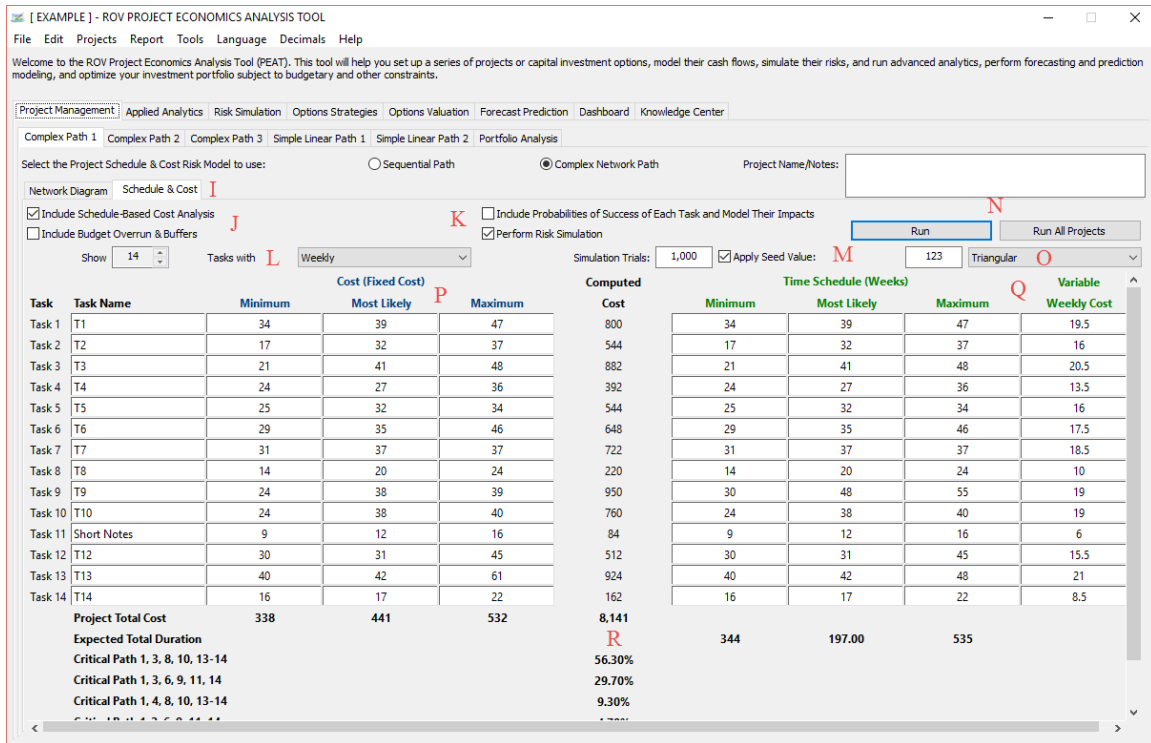 [ EXAMPLE ] - ROV PROJECT ECONOMICS ANALYSIS TOOL
File Edit Projects Report Tools Language Decimals Help
Welcome to the ROV Project Economics Analysis Tool (PEAT). This tool will help you set up a series of projects or capital investment options, model their cash flows, simulate their risks, and run advanced analytics, perform forecasting and prediction
modeling, and optimize your investment portfolio subject to budgetary and other constraints.
Project Management Applied Analytics Risk Simulation Options Strategies Options Valuation Forecast Prediction Dashboard Knowledge Center
Complex Path 1 Complex Path 2 Complex Path 3 Simple Linear Path 1 Simple Linear Path 2 Portfolio Analysis
Select the Project Schedule & Cost Risk Model to use: Sequential Path Complex Network Path Project Name/Notes:
Network Diagram Schedule & Cost I
Include Schedule-Based Cost Analysis J K Include Probabilities of Success of Each Task and Model Their Impacts N
Include Budget Overrun & Buffers Perform Risk Simulation Run Run All Projects
Show 14 Tasks with L Weekly Simulation Trials: 1,000 Apply Seed Value: M 123 Triangular O
Cost (Fixed Cost) P Computed Time Schedule (Weeks) Q Variable
Task Task Name Minimum Most Likely Maximum Cost Minimum Most Likely Maximum Weekly Cost
Task 1 T1 34 39 47 800 34 39 47 19.5
Task 2 T2 17 32 37 544 17 32 37 16
Task 3 T3 21 41 48 882 21 41 48 20.5
Task 4 T4 24 27 36 392 24 27 36 13.5
Task 5 T5 25 32 34 544 25 32 34 16
Task 6 T6 29 35 46 648 29 35 46 17.5
Task 7 T7 31 37 37 722 31 37 37 18.5
Task 8 T8 14 20 24 220 14 20 24 10
Task 9 T9 24 38 39 950 30 48 55 19
Task 10 T10 24 38 40 760 24 38 40 19
Task 11 Short Notes 9 12 16 84 9 12 16 6
Task 12 T12 30 31 45 512 30 31 45 15.5
Task 13 T13 40 42 61 924 40 42 48 21
Task 14 T14 16 17 22 162 16 17 22 8.5
Project Total Cost 338 441 532 8,141
Expected Total Duration R 344 197.00 535
Critical Path 1, 3, 8, 10, 13-14 56.30%
Critical Path 1, 3, 6, 9, 11, 14 29.70%
Critical Path 1, 4, 8, 10, 13-14 9.30%